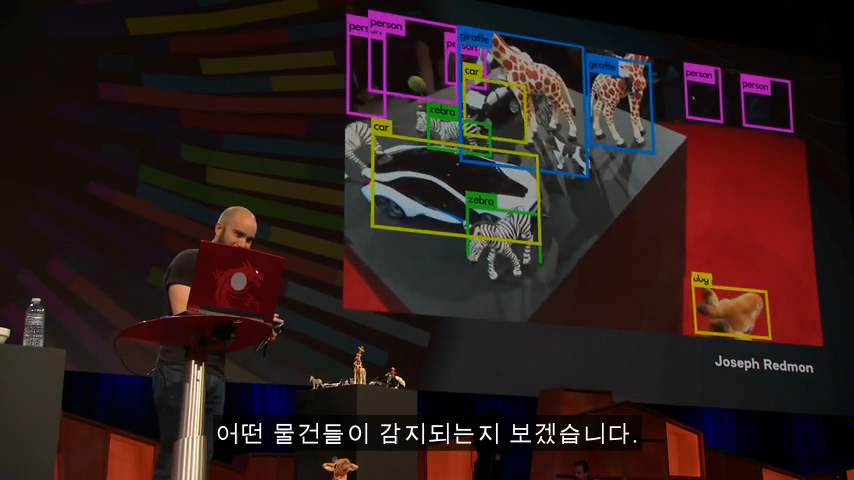 person
person
person
giraffe
giraffe
car
person
person
zebra
car
zebra
dog
Joseph Redmon
어떤 물건들이 감지되는지 보겠습니다.